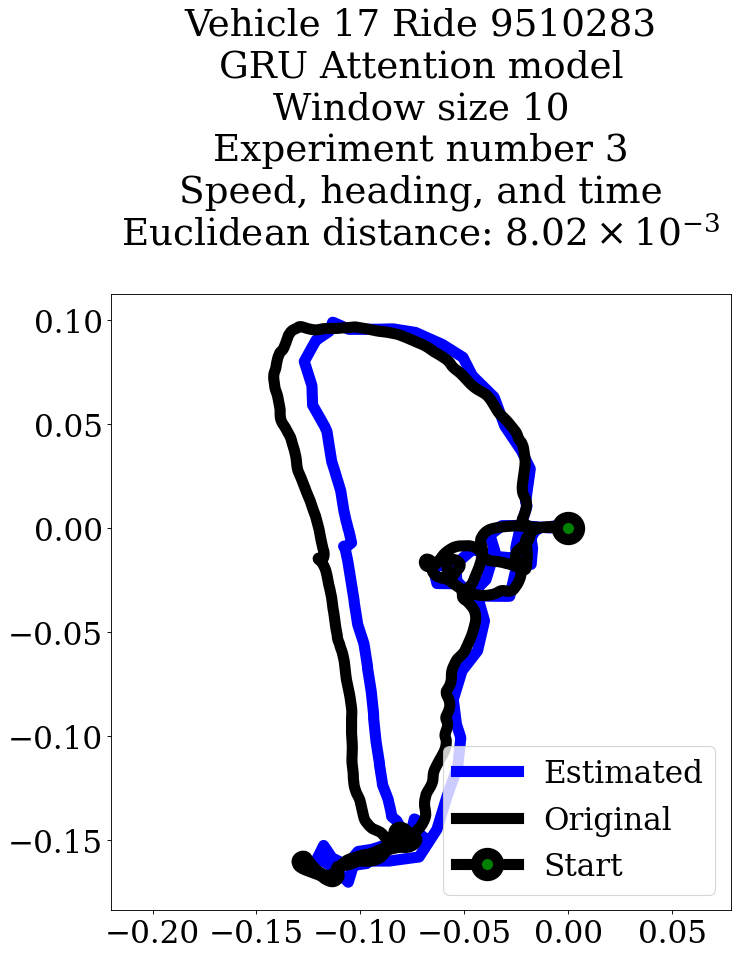 Vehicle 17 Ride 9510283
GRU Attention model
Window size 10
Experiment number 3
Speed, heading, and time
Euclidean distance: 8.02 × 10⁻³
0.10
0.05
0.00
−0.05
−0.10
−0.15
Estimated
Original
Start
−0.20 −0.15 −0.10 −0.05 0.00 0.05